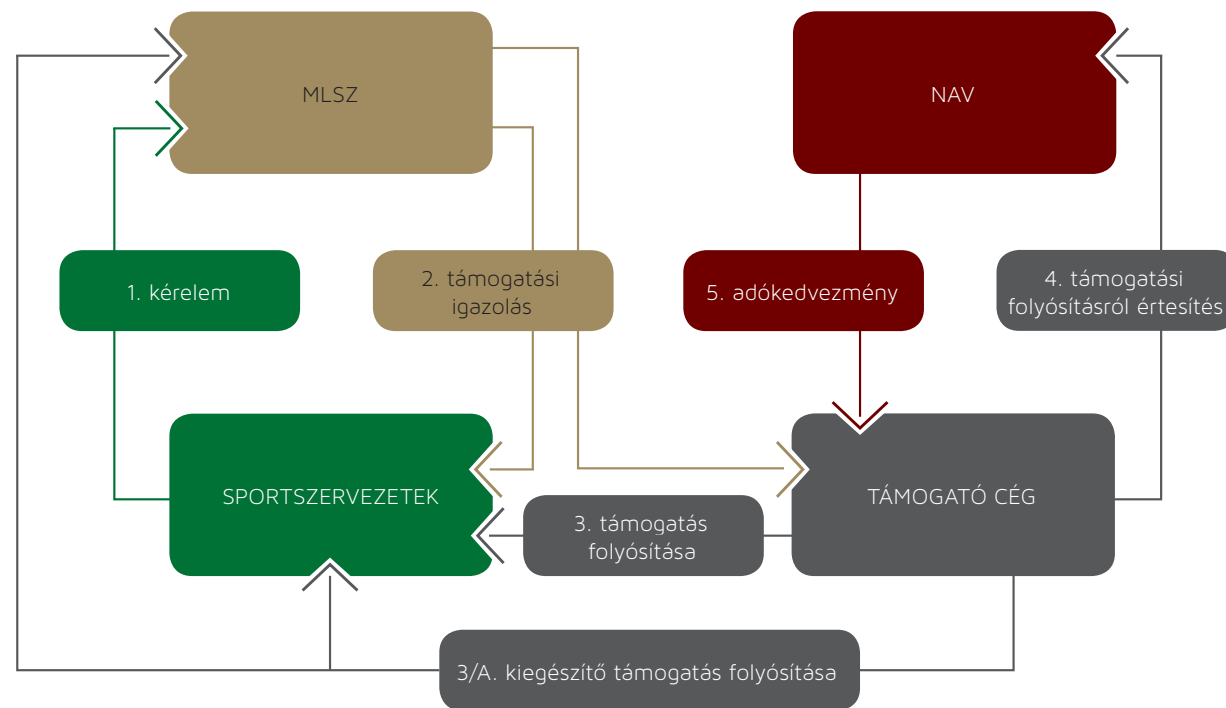 MLSZ
NAV
1. kérelem
2. támogatási
igazolás
5. adókedvezmény
4. támogatási
folyósításról értesítés
SPORTSZERVEZETEK
TÁMOGATÓ CÉG
3. támogatás
folyósítása
3/A. kiegészítő támogatás folyósítása